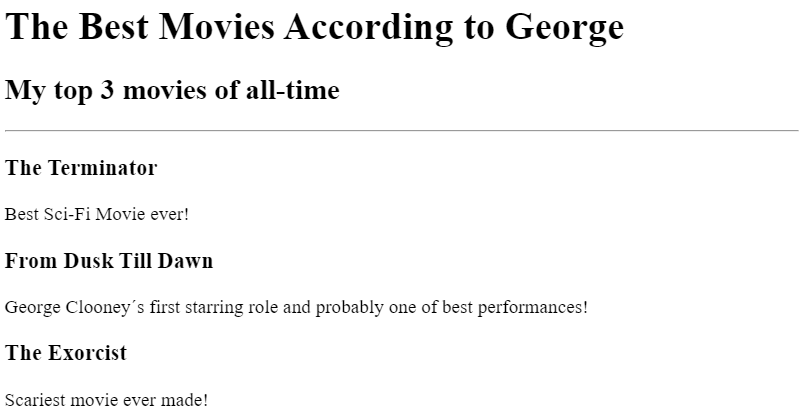 The Best Movies According to George
My top 3 movies of all-time
The Terminator
Best Sci-Fi Movie ever!
From Dusk Till Dawn
George Clooney´s first starring role and probably one of best performances!
The Exorcist
Scariest movie ever made!